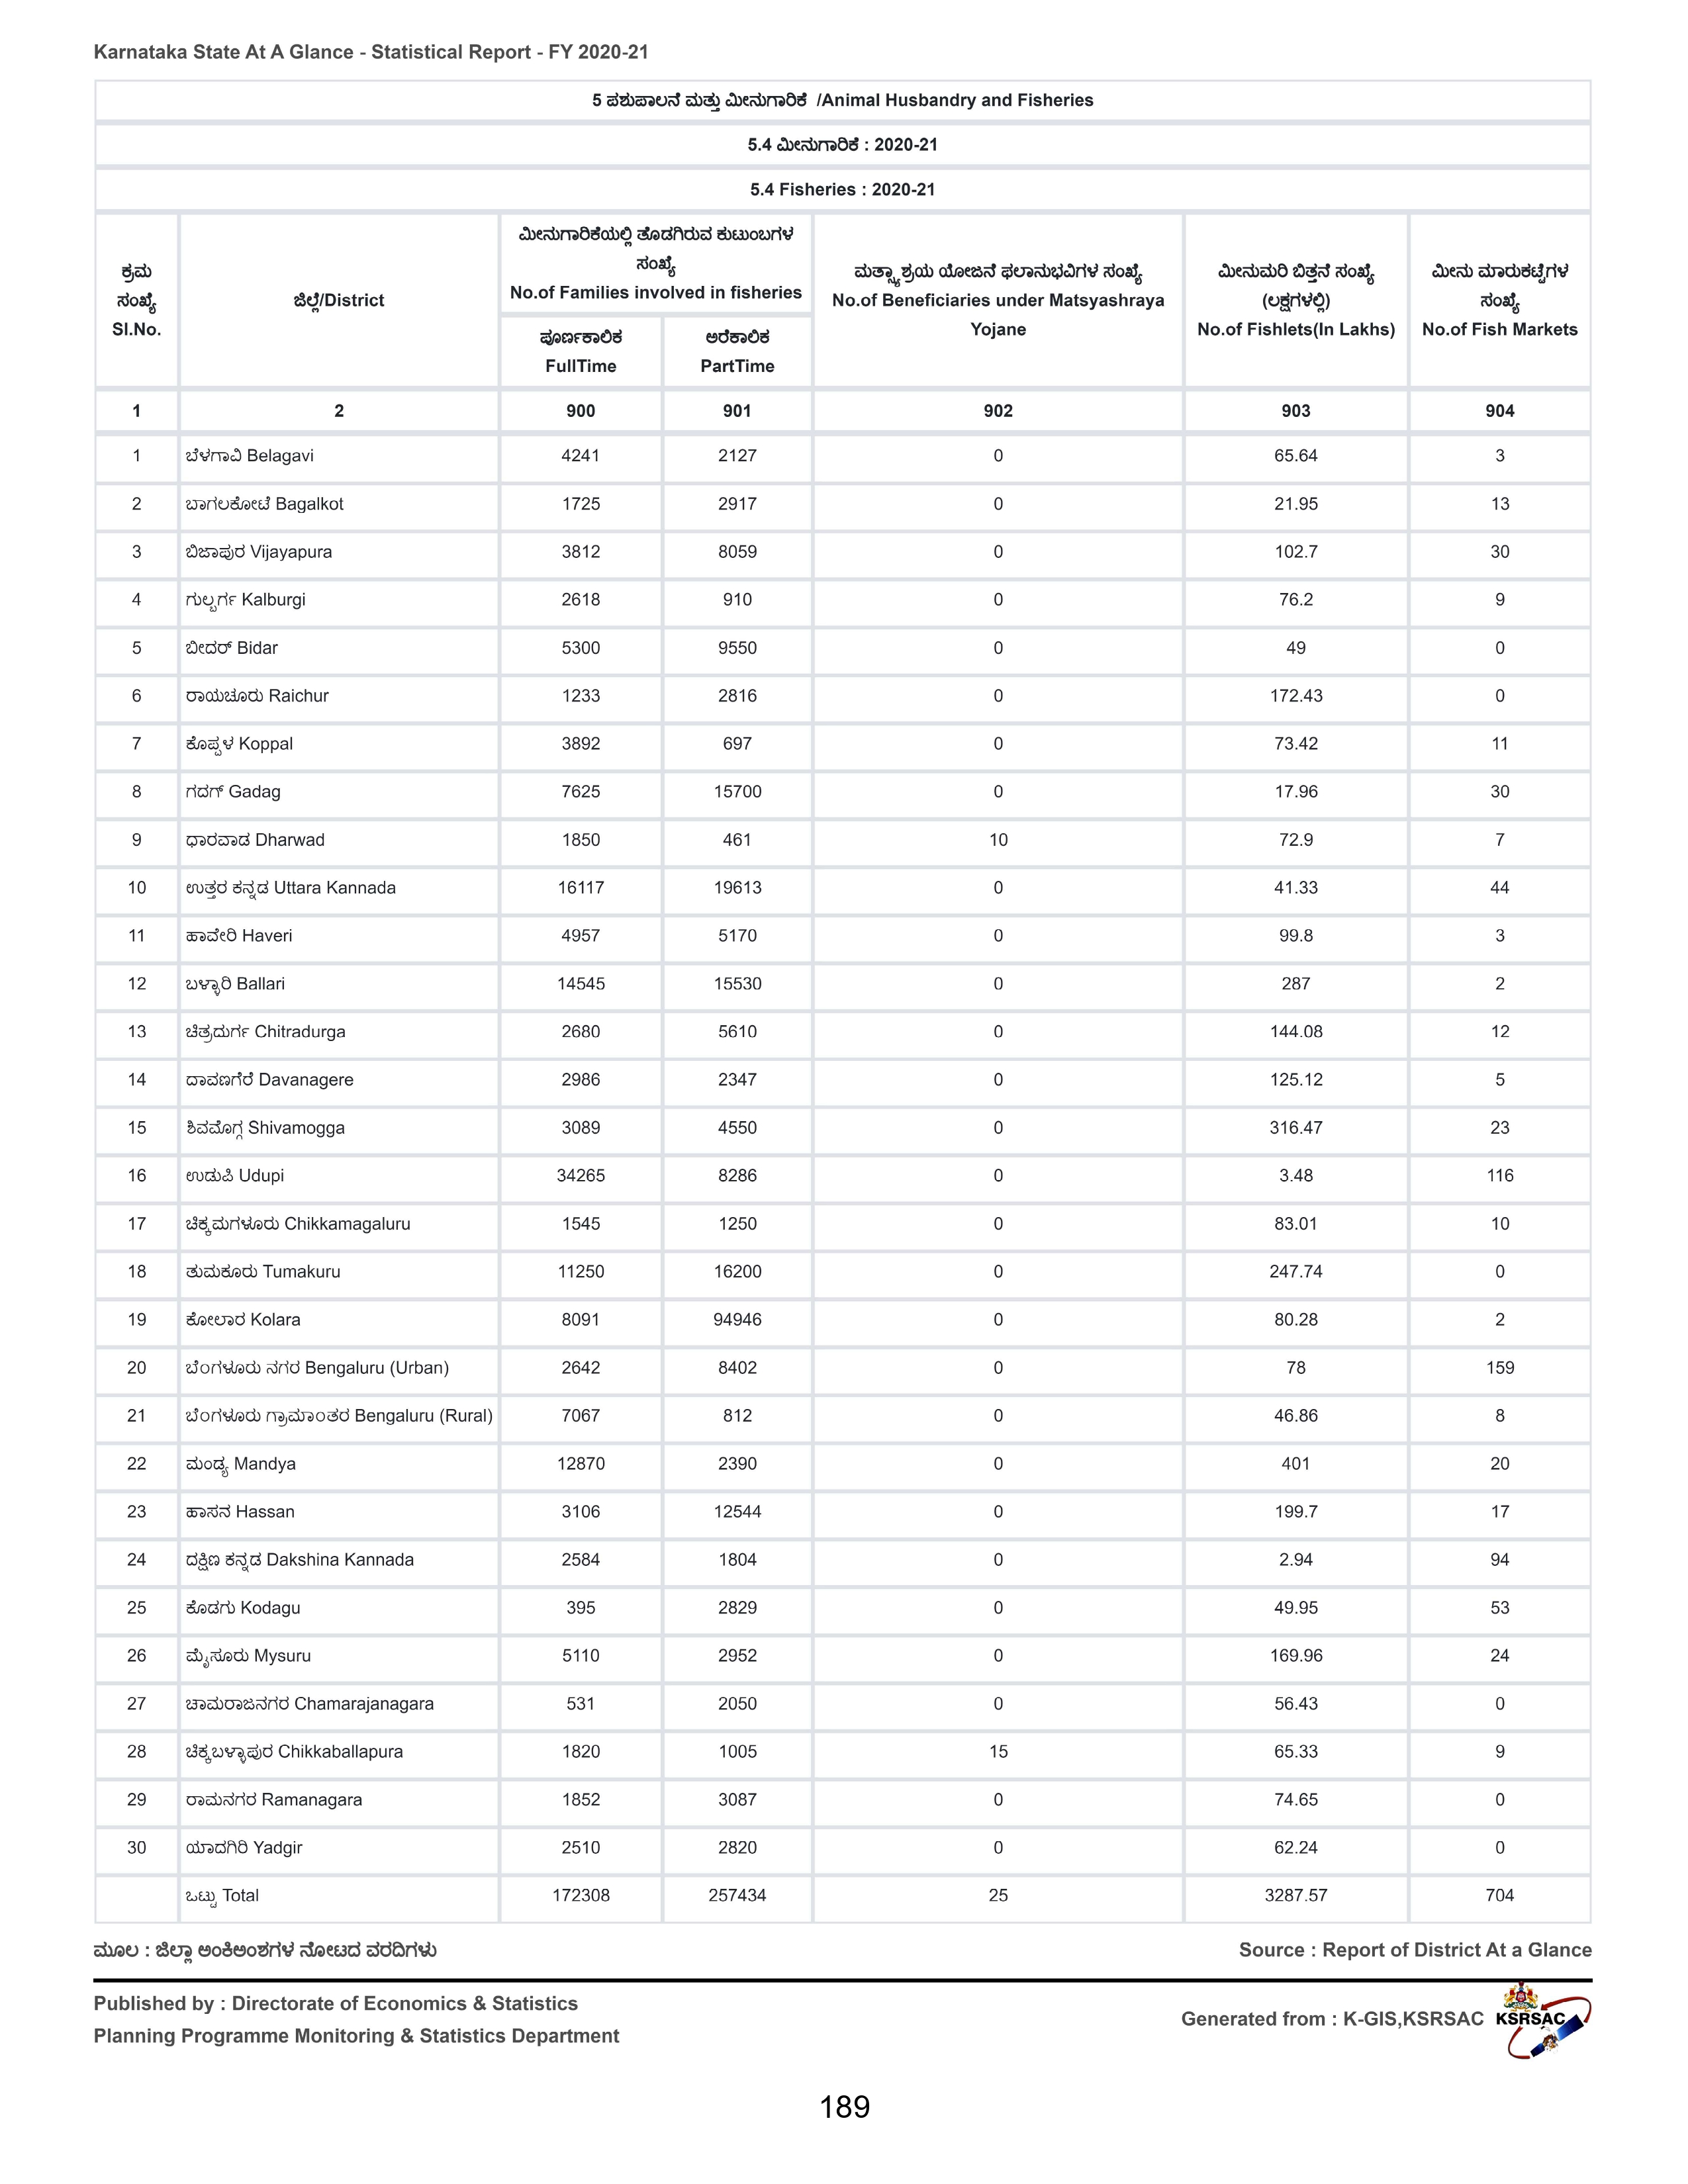 Karnataka State At A Glance - Statistical Report - FY 2020-21
5 ಪಶುಪಾಲನೆ ಮತ್ತು ಮೀನುಗಾರಿಕೆ /Animal Husbandry and Fisheries
5.4 ಮೀನುಗಾರಿಕೆ : 2020-21
5.4 Fisheries : 2020-21
ಕ್ರಮ ಸಂಖ್ಯೆ Sl.No.
ಜಿಲ್ಲೆ/District
ಮೀನುಗಾರಿಕೆಯಲ್ಲಿ ತೊಡಗಿರುವ ಕುಟುಂಬಗಳ
ಸಂಖ್ಯೆ
No.of Families involved in fisheries
ಪೂರ್ಣಕಾಲಿಕ
FullTime
ಅರೆಕಾಲಿಕ
PartTime
ಮತ್ಸ್ಯಾಶ್ರಯ ಯೋಜನೆ ಫಲಾನುಭವಿಗಳ ಸಂಖ್ಯೆ
No.of Beneficiaries under Matsyashraya
Yojane
ಮೀನುಮರಿ ಬಿತ್ತನೆ ಸಂಖ್ಯೆ
(ಲಕ್ಷಗಳಲ್ಲಿ)
No.of Fishlets(In Lakhs)
ಮೀನು ಮಾರುಕಟ್ಟೆಗಳ
ಸಂಖ್ಯೆ
No.of Fish Markets
1 2 900 901 902 903 904
1 ಬೆಳಗಾವಿ Belagavi 4241 2127 0 65.64 3
2 ಬಾಗಲಕೋಟೆ Bagalkot 1725 2917 0 21.95 13
3 ಬಿಜಾಪುರ Vijayapura 3812 8059 0 102.7 30
4 ಗುಲ್ಬರ್ಗ Kalburgi 2618 910 0 76.2 9
5 ಬೀದರ್ Bidar 5300 9550 0 49 0
6 ರಾಯಚೂರು Raichur 1233 2816 0 172.43 0
7 ಕೊಪ್ಪಳ Koppal 3892 697 0 73.42 11
8 ಗದಗ್ Gadag 7625 15700 0 17.96 30
9 ಧಾರವಾಡ Dharwad 1850 461 10 72.9 7
10 ಉತ್ತರ ಕನ್ನಡ Uttara Kannada 16117 19613 0 41.33 44
11 ಹಾವೇರಿ Haveri 4957 5170 0 99.8 3
12 ಬಳ್ಳಾರಿ Ballari 14545 15530 0 287 2
13 ಚಿತ್ರದುರ್ಗ Chitradurga 2680 5610 0 144.08 12
14 ದಾವಣಗೆರೆ Davanagere 2986 2347 0 125.12 5
15 ಶಿವಮೊಗ್ಗ Shivamogga 3089 4550 0 316.47 23
16 ಉಡುಪಿ Udupi 34265 8286 0 3.48 116
17 ಚಿಕ್ಕಮಗಳೂರು Chikkamagaluru 1545 1250 0 83.01 10
18 ತುಮಕೂರು Tumakuru 11250 16200 0 247.74 0
19 ಕೋಲಾರ Kolara 8091 94946 0 80.28 2
20 ಬೆಂಗಳೂರು ನಗರ Bengaluru (Urban) 2642 8402 0 78 159
21 ಬೆಂಗಳೂರು ಗ್ರಾಮಾಂತರ Bengaluru (Rural) 7067 812 0 46.86 8
22 ಮಂಡ್ಯ Mandya 12870 2390 0 401 20
23 ಹಾಸನ Hassan 3106 12544 0 199.7 17
24 ದಕ್ಷಿಣ ಕನ್ನಡ Dakshina Kannada 2584 1804 0 2.94 94
25 ಕೊಡಗು Kodagu 395 2829 0 49.95 53
26 ಮೈಸೂರು Mysuru 5110 2952 0 169.96 24
27 ಚಾಮರಾಜನಗರ Chamarajanagara 531 2050 0 56.43 0
28 ಚಿಕ್ಕಬಳ್ಳಾಪುರ Chikkaballapura 1820 1005 15 65.33 9
29 ರಾಮನಗರ Ramanagara 1852 3087 0 74.65 0
30 ಯಾದಗಿರಿ Yadgir 2510 2820 0 62.24 0
ಒಟ್ಟು Total 172308 257434 25 3287.57 704
ಮೂಲ : ಜಿಲ್ಲಾ ಅಂಕಿಅಂಶಗಳ ನೋಟದ ವರದಿಗಳು
Source : Report of District At a Glance
Published by : Directorate of Economics & Statistics
Planning Programme Monitoring & Statistics Department
Generated from : K-GIS,KSRSAC
KSRSAC
189